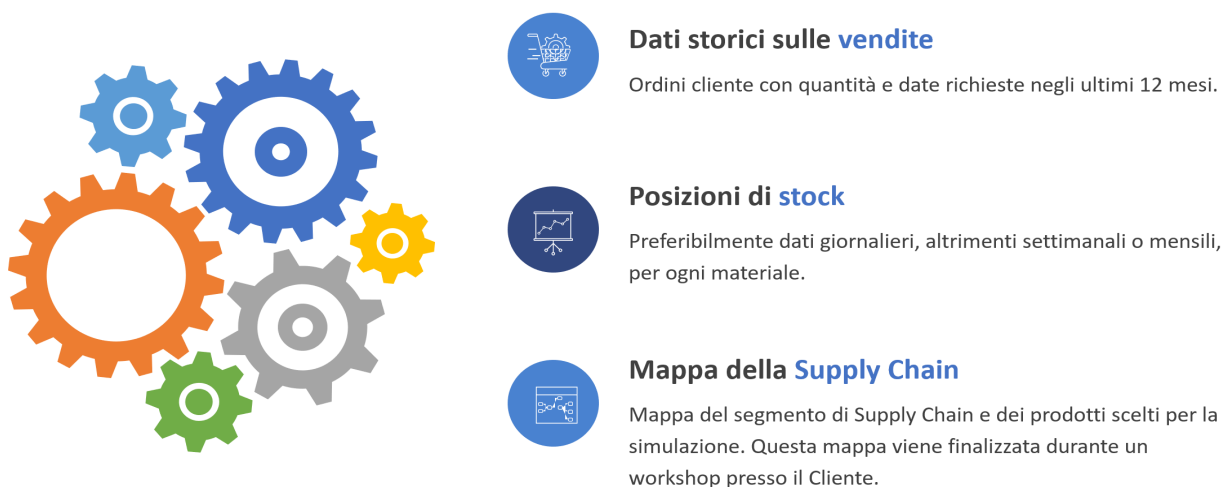 Dati storici sulle vendite
Ordini cliente con quantità e date richieste negli ultimi 12 mesi.
Posizioni di stock
Preferibilmente dati giornalieri, altrimenti settimanali o mensili,
per ogni materiale.
Mappa della Supply Chain
Mappa del segmento di Supply Chain e dei prodotti scelti per la
simulazione. Questa mappa viene finalizzata durante un
workshop presso il Cliente.